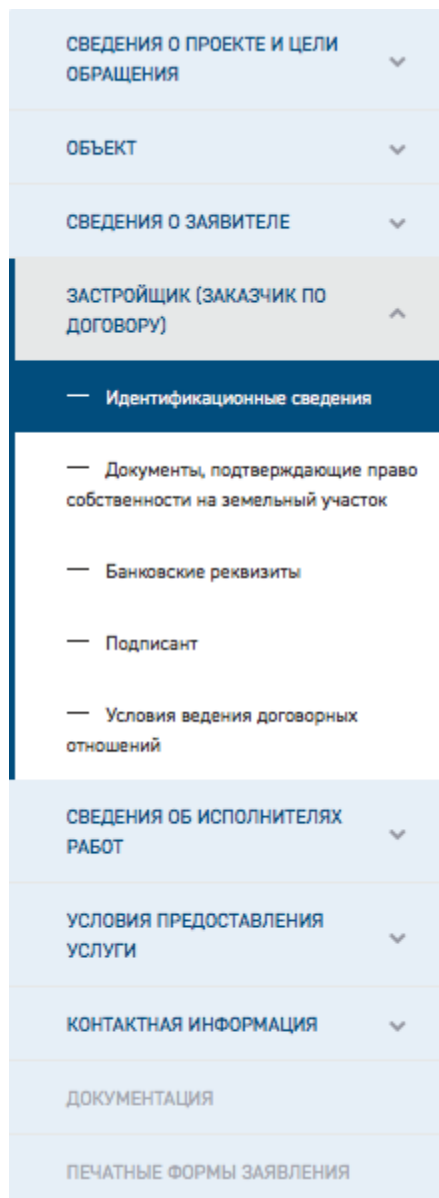 СВЕДЕНИЯ О ПРОЕКТЕ И ЦЕЛИ
ОБРАЩЕНИЯ
ОБЪЕКТ
СВЕДЕНИЯ О ЗАЯВИТЕЛЕ
ЗАСТРОЙЩИК (ЗАКАЗЧИК ПО
ДОГОВОРУ)
— Идентификационные сведения
— Документы, подтверждающие право
собственности на земельный участок
— Банковские реквизиты
— Подписант
— Условия ведения договорных
отношений
СВЕДЕНИЯ ОБ ИСПОЛНИТЕЛЯХ
РАБОТ
УСЛОВИЯ ПРЕДОСТАВЛЕНИЯ
УСЛУГИ
КОНТАКТНАЯ ИНФОРМАЦИЯ
ДОКУМЕНТАЦИЯ
ПЕЧАТНЫЕ ФОРМЫ ЗАЯВЛЕНИЯ